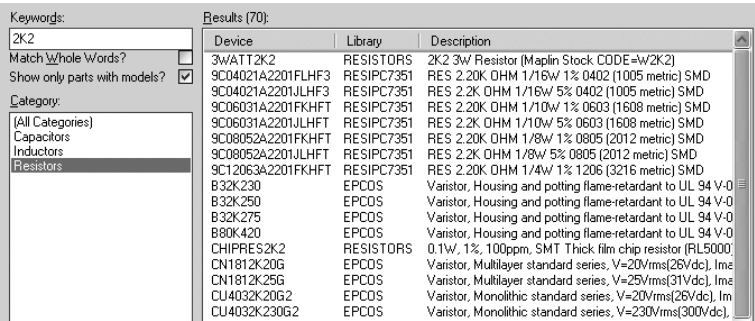 Keywords:
2K2
Match Whole Words?
Show only parts with models?
Category:
(All Categories)
Capacitors
Inductors
Resistors
Results (70):
Device Library Description
3WATT2K2 RESISTORS 2K2 3W Resistor (Maplin Stock CODE=W2K2)
9C04021A2201FLHF3 RESIPC7351 RES 2.20K OHM 1/16W 1% 0402 (1005 metric) SMD
9C04021A2201JLHF3 RESIPC7351 RES 2.2K OHM 1/16W 5% 0402 (1005 metric) SMD
9C06031A2201FKHFT RESIPC7351 RES 2.20K OHM 1/10W 1% 0603 (1608 metric) SMD
9C06031A2201JLHFT RESIPC7351 RES 2.2K OHM 1/10W 5% 0603 (1608 metric) SMD
9C08052A2201FKHFT RESIPC7351 RES 2.20K OHM 1/8W 1% 0805 (2012 metric) SMD
9C08052A2201JLHFT RESIPC7351 RES 2.2K OHM 1/8W 5% 0805 (2012 metric) SMD
9C12063A2201FKHFT RESIPC7351 RES 2.20K OHM 1/4W 1% 1206 (3216 metric) SMD
B32K230 EPCOS Varistor, Housing and potting flame-retardant to UL 94 V-0
B32K250 EPCOS Varistor, Housing and potting flame-retardant to UL 94 V-0
B32K275 EPCOS Varistor, Housing and potting flame-retardant to UL 94 V-0
B80K420 EPCOS Varistor, Housing and potting flame-retardant to UL 94 V-0
CHIPRES2K2 RESISTORS 0.1W, 1%, 100ppm, SMT Thick film chip resistor (RL5000)
CN1812K20G EPCOS Varistor, Multilayer standard series, V=20Vrms(26Vdc), Ima
CN1812K25G EPCOS Varistor, Multilayer standard series, V=25Vrms(31Vdc), Ima
CU4032K20G2 EPCOS Varistor, Monolithic standard series, V=20Vrms(26Vdc), Im
CU4032K230G2 EPCOS Varistor, Monolithic standard series, V=230Vrms(300Vdc),